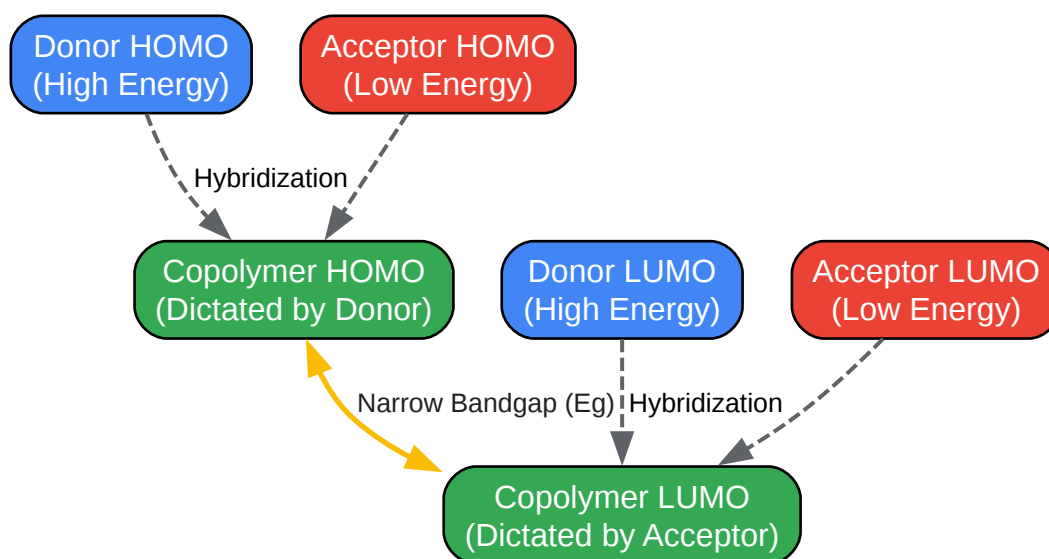 Donor HOMO
(High Energy)
Acceptor HOMO
(Low Energy)
Hybridization
Copolymer HOMO
(Dictated by Donor)
Donor LUMO
(High Energy)
Acceptor LUMO
(Low Energy)
Narrow Bandgap (Eg)
Hybridization
Copolymer LUMO
(Dictated by Acceptor)